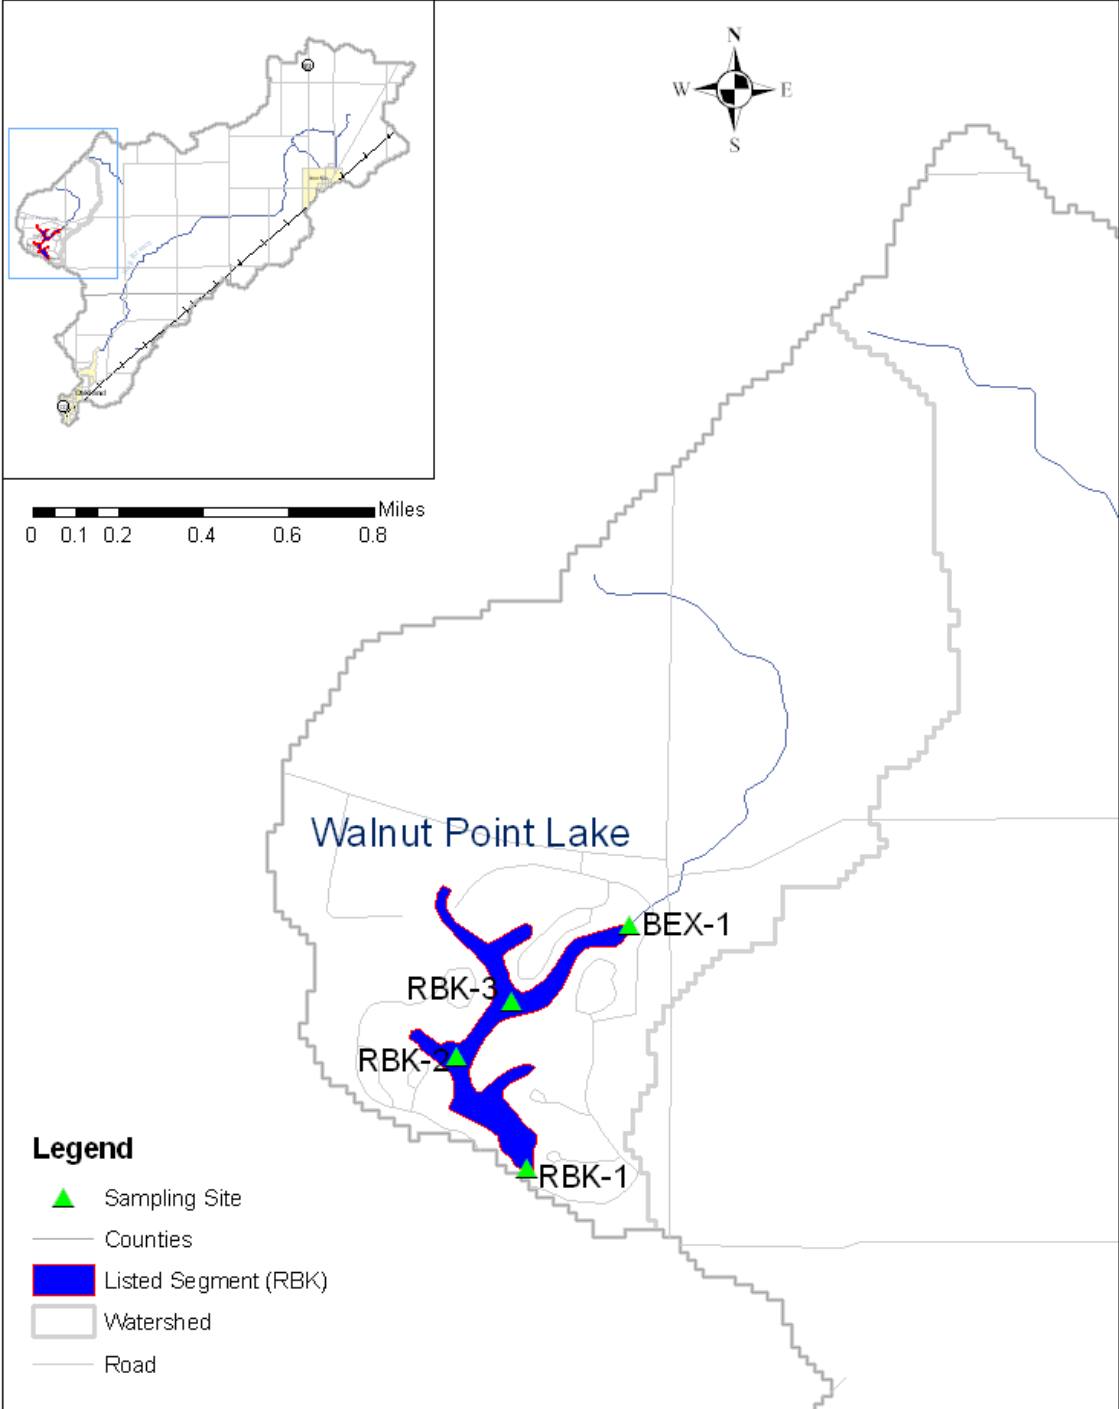 N
W E
S
Miles
0 0.1 0.2 0.4 0.6 0.8
Walnut Point Lake
BEX-1
RBK-3
RBK-2
RBK-1
Legend
Sampling Site
Counties
Listed Segment (RBK)
Watershed
Road